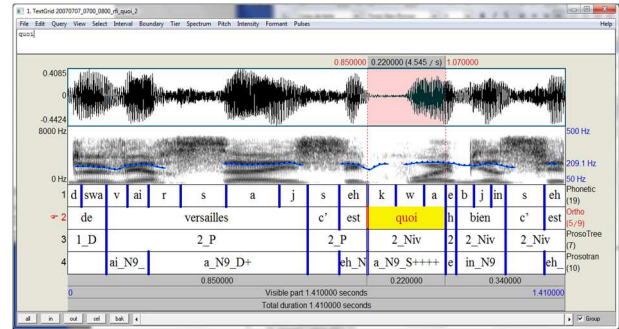 1. TextGrid 20070707_0700_0800_rfi_quoi_2
File Edit Query View Select Interval Boundary Tier Spectrum Pitch Intensity Formant Pulses Help
quoi
0.850000 0.220000 (4.545 / s) 1.070000
0.4085
0
-0.4424
8000 Hz 500 Hz
209.1 Hz
0 Hz 50 Hz
1 d swa v ai r s a j s eh k w a e b j in s eh Phonetic (19)
2 de versailles c' est quoi h bien c' est Ortho (5/9)
3 1_D 2_P 2_P 2_Niv 2 2_Niv 2_Niv ProsoTree (7)
4 ai_N9_ a_N9_D+ eh_N a_N9_S++++ e in_N9 eh_ Prosotran (10)
0.850000 0.220000 0.340000
0 Visible part 1.410000 seconds 1.410000
Total duration 1.410000 seconds
all in out sel bak Group